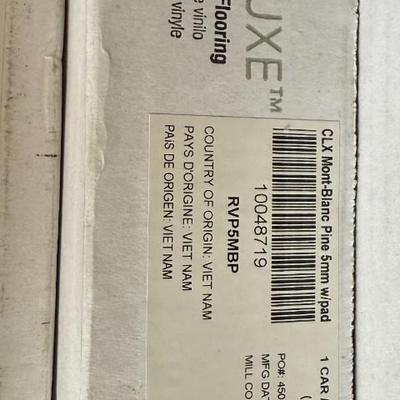 UXE™
Flooring
vinilo
vinyle
CLX Mont-Blanc Pine 5mm w/pad
10048719
RVP5MBP
COUNTRY OF ORIGIN: VIET NAM
PAYS D'ORIGINE: VIET NAM
PAIS DE ORIGEN: VIET NAM
1 CAR
PO#: 450
MFG DAT
MILL CO